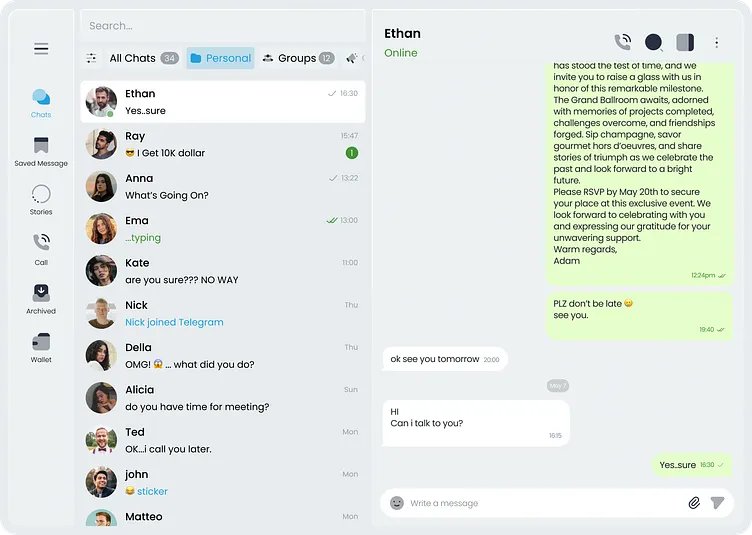 Chats
Saved Message
Stories
Call
Archived
Wallet
Search...
All Chats 34
Personal
Groups 12
Ethan 16:30
Yes..sure
Ray 15:47
😎 I Get 10K dollar 1
Anna 13:22
What's Going On?
Ema 13:00
...typing
Kate 11:00
are you sure??? NO WAY
Nick Thu
Nick joined Telegram
Della Thu
OMG! 😱 ... what did you do?
Alicia Sun
do you have time for meeting?
Ted Mon
OK...i call you later.
john Mon
😂 sticker
Matteo Mon
Ethan
Online
has stood the test of time, and we
invite you to raise a glass with us in
honor of this remarkable milestone.
The Grand Ballroom awaits, adorned
with memories of projects completed,
challenges overcome, and friendships
forged. Sip champagne, savor
gourmet hors d'oeuvres, and share
stories of triumph as we celebrate the
past and look forward to a bright
future.
Please RSVP by May 20th to secure
your place at this exclusive event. We
look forward to celebrating with you
and expressing our gratitude for your
unwavering support.
Warm regards,
Adam
12:24pm
PLZ don't be late 😊
see you.
19:40
ok see you tomorrow 20:00
May 7
HI
Can i talk to you?
16:15
Yes..sure 16:30
Write a message